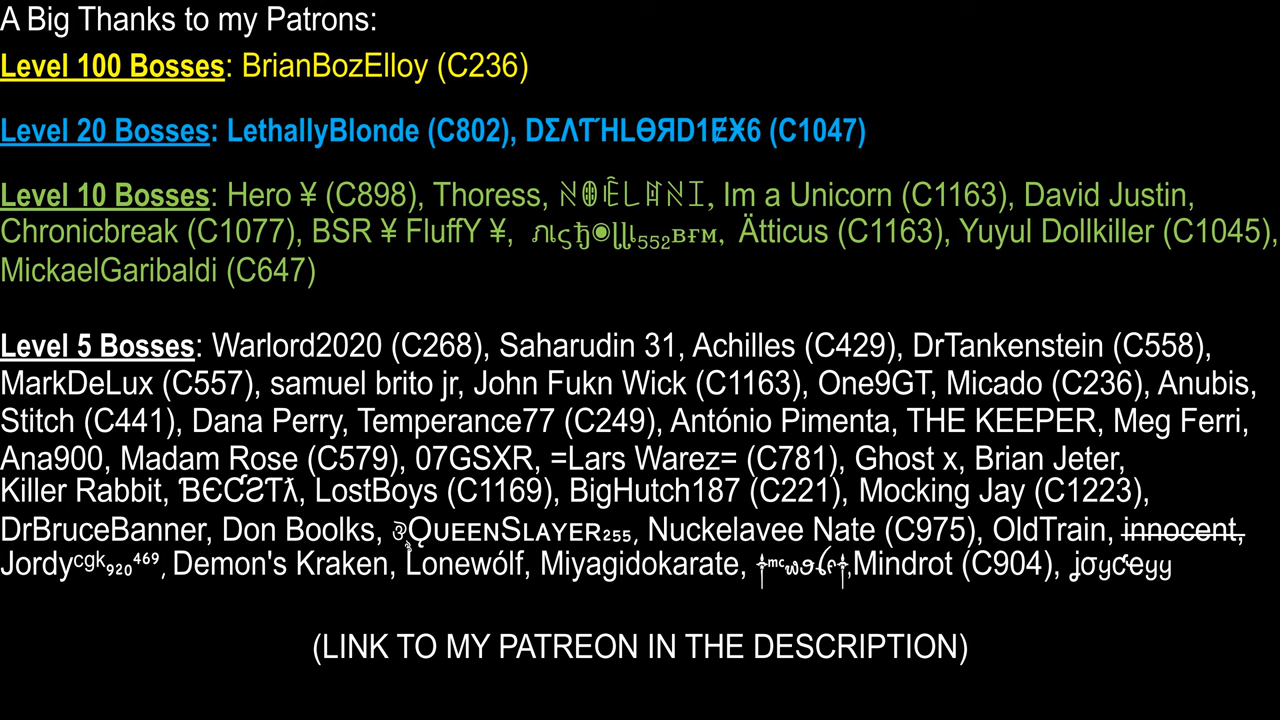 A Big Thanks to my Patrons:
Level 100 Bosses: BrianBozElloy (C236)
Level 20 Bosses: LethallyBlonde (C802), DΣΛƬΉLӨЯD1ɆӾ6 (C1047)
Level 10 Bosses: Hero ¥ (C898), Thoress, Im a Unicorn (C1163), David Justin,
Chronicbreak (C1077), BSR ¥ FluffY ¥, Ätticus (C1163), Yuyul Dollkiller (C1045),
MickaelGaribaldi (C647)
Level 5 Bosses: Warlord2020 (C268), Saharudin 31, Achilles (C429), DrTankenstein (C558),
MarkDeLux (C557), samuel brito jr, John Fukn Wick (C1163), One9GT, Micado (C236), Anubis,
Stitch (C441), Dana Perry, Temperance77 (C249), António Pimenta, THE KEEPER, Meg Ferri,
Ana900, Madam Rose (C579), 07GSXR, =Lars Warez= (C781), Ghost x, Brian Jeter,
Killer Rabbit, ƁЄƇƧƬƛ, LostBoys (C1169), BigHutch187 (C221), Mocking Jay (C1223),
DrBruceBanner, Don Boolks, QᴜᴇᴇɴSʟᴀʏᴇʀ₂₅₅, Nuckelavee Nate (C975), OldTrain, innocent,
Jordyᶜᵍᵏ₉₂₀⁴⁶⁹, Demon's Kraken, Lonewólf, Miyagidokarate, Mindrot (C904), ʝσყƈҽყყ
(LINK TO MY PATREON IN THE DESCRIPTION)